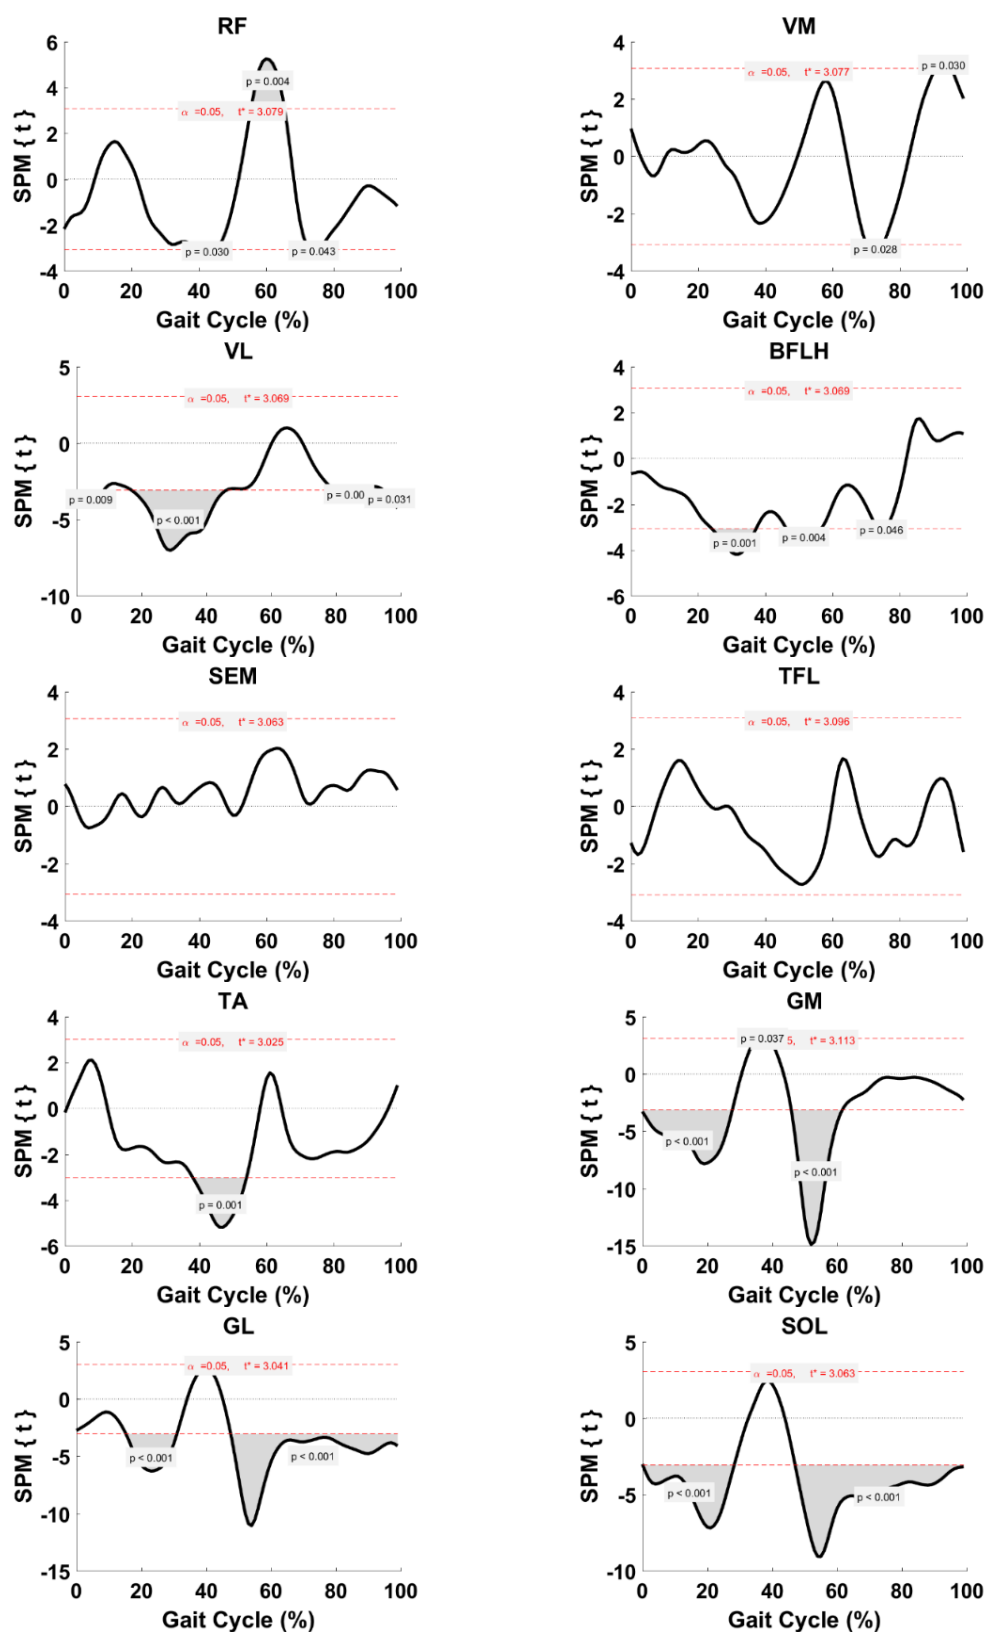 RF
SPM { t }
6
4
2
0
-2
-4
p = 0.004
α =0.05, t* = 3.079
p = 0.030
p = 0.043
0 20 40 60 80 100
Gait Cycle (%)
VM
SPM { t }
4
2
0
-2
-4
α =0.05, t* = 3.077
p = 0.030
p = 0.028
0 20 40 60 80 100
Gait Cycle (%)
VL
SPM { t }
5
0
-5
-10
α =0.05, t* = 3.069
p = 0.009
p < 0.001
p = 0.00
p = 0.031
0 20 40 60 80 100
Gait Cycle (%)
BFLH
SPM { t }
4
2
0
-2
-4
-6
α =0.05, t* = 3.069
p = 0.001
p = 0.004
p = 0.046
0 20 40 60 80 100
Gait Cycle (%)
SEM
SPM { t }
4
2
0
-2
-4
α =0.05, t* = 3.063
0 20 40 60 80 100
Gait Cycle (%)
TFL
SPM { t }
4
2
0
-2
-4
α =0.05, t* = 3.096
0 20 40 60 80 100
Gait Cycle (%)
TA
SPM { t }
4
2
0
-2
-4
-6
α =0.05, t* = 3.025
p = 0.001
0 20 40 60 80 100
Gait Cycle (%)
GM
SPM { t }
5
0
-5
-10
-15
p = 0.037 5, t* = 3.113
p < 0.001
p < 0.001
0 20 40 60 80 100
Gait Cycle (%)
GL
SPM { t }
5
0
-5
-10
-15
α =0.05, t* = 3.041
p < 0.001
p < 0.001
0 20 40 60 80 100
Gait Cycle (%)
SOL
SPM { t }
5
0
-5
-10
α =0.05, t* = 3.063
p < 0.001
p < 0.001
0 20 40 60 80 100
Gait Cycle (%)